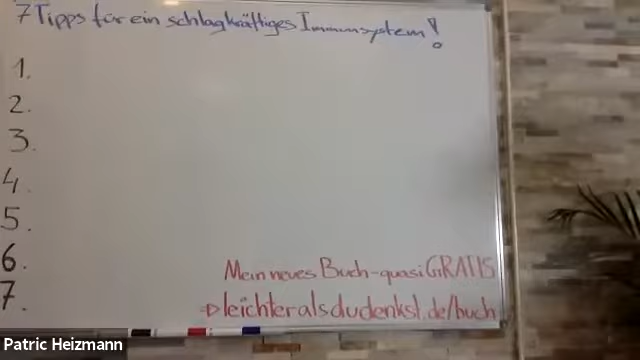 7 Tipps für ein schlagkräftiges Immunsystem!
1.
2.
3.
4.
5.
6.
7.
Mein neues Buch - quasi GRATIS
→ leichteralsdudenkst.de/buch
Patric Heizmann